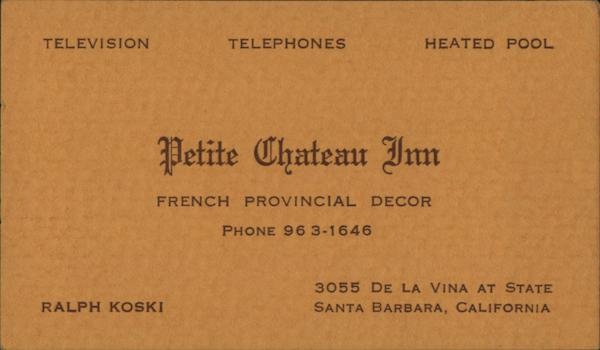 TELEVISION TELEPHONES HEATED POOL
Petite Chateau Inn
FRENCH PROVINCIAL DECOR
PHONE 963-1646
3055 DE LA VINA AT STATE
RALPH KOSKI SANTA BARBARA, CALIFORNIA